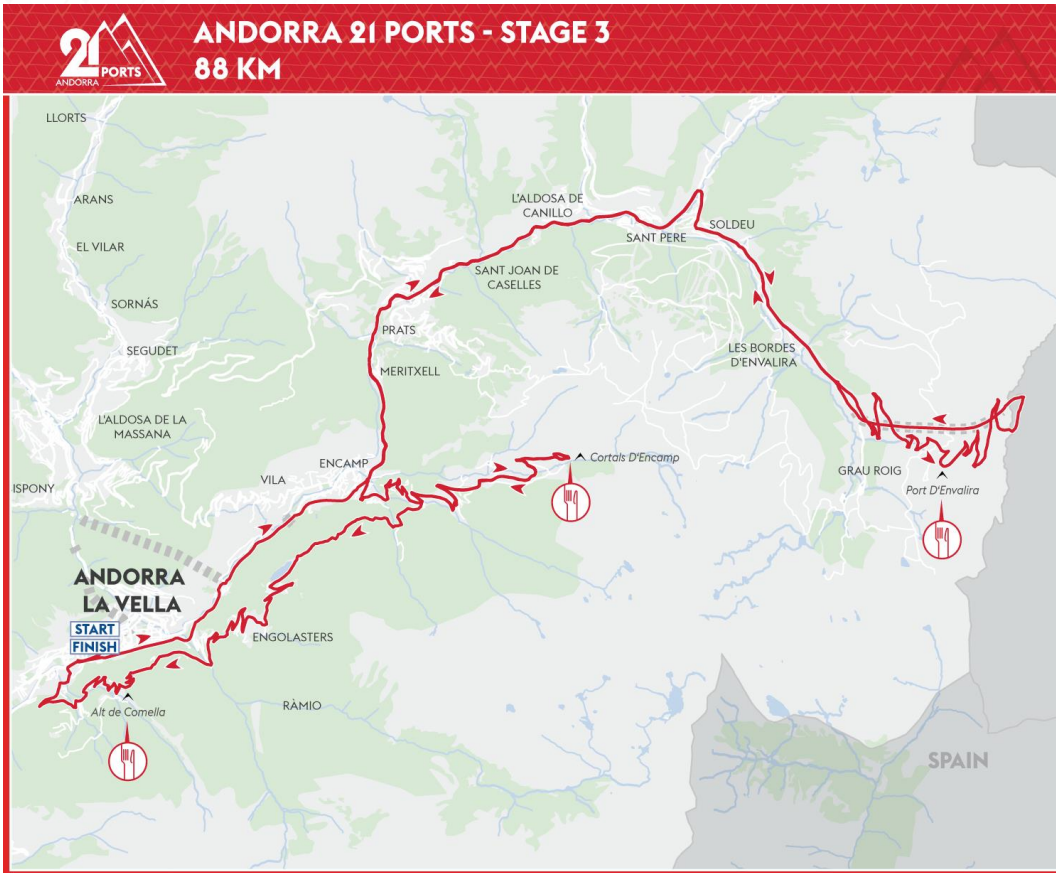 21
PORTS
ANDORRA
ANDORRA 21 PORTS - STAGE 3
88 KM
LLORTS
ARANS
EL VILAR
SORNÁS
SEGUDET
L'ALDOSA DE LA
MASSANA
ISPONY
L'ALDOSA DE
CANILLO
SANT PERE
SOLDEU
SANT JOAN DE
CASELLES
PRATS
MERITXELL
LES BORDES
D'ENVALIRA
ENCAMP
VILA
Cortals D'Encamp
GRAU ROIG
Port D'Envalira
ANDORRA
LA VELLA
START
FINISH
ENGOLASTERS
Alt de Comella
RÀMIO
SPAIN